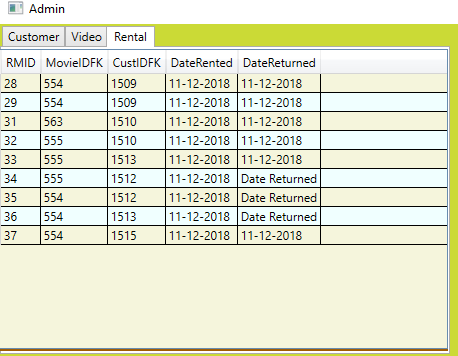 Admin
Customer Video Rental
RMID MovieIDFK CustIDFK DateRented DateReturned
28 554 1509 11-12-2018 11-12-2018
29 554 1509 11-12-2018 11-12-2018
31 563 1510 11-12-2018 11-12-2018
32 555 1510 11-12-2018 11-12-2018
33 555 1513 11-12-2018 11-12-2018
34 555 1512 11-12-2018 Date Returned
35 554 1512 11-12-2018 Date Returned
36 554 1513 11-12-2018 Date Returned
37 554 1515 11-12-2018 11-12-2018